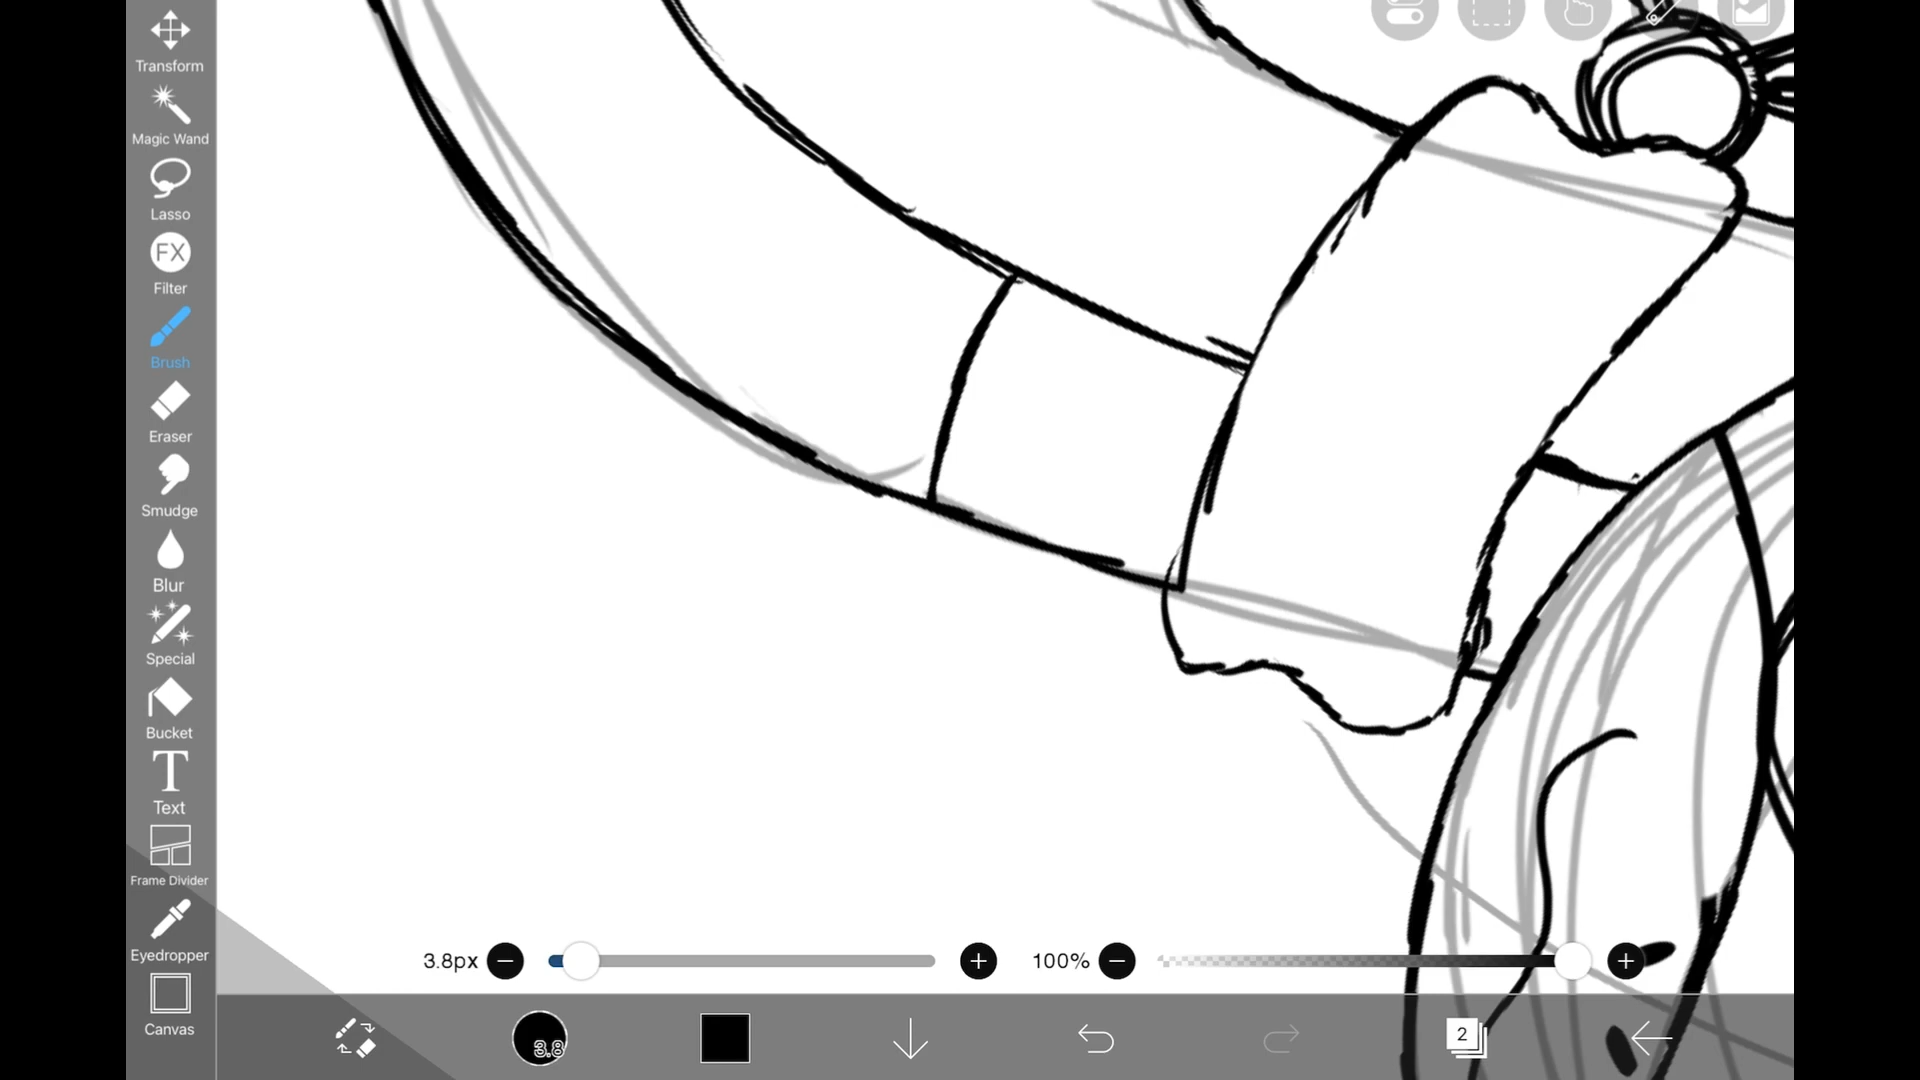 Transform
Magic Wand
Lasso
FX
Filter
Brush
Eraser
Smudge
Blur
Special
Bucket
T
Text
Frame Divider
Eyedropper
Canvas
3.8px
100%
3.8
2